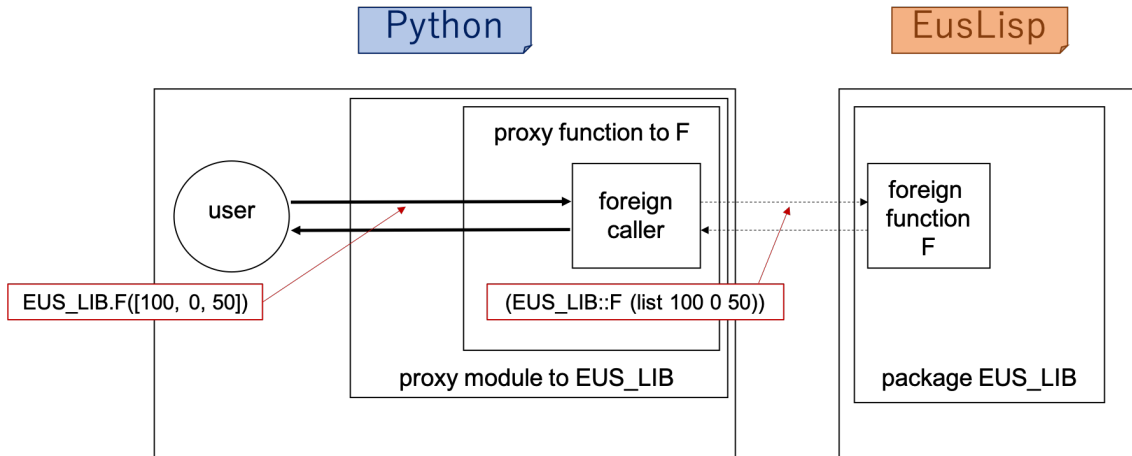 Python
EusLisp
proxy function to F
user
foreign
caller
foreign
function
F
EUS_LIB.F([100, 0, 50])
(EUS_LIB::F (list 100 0 50))
proxy module to EUS_LIB
package EUS_LIB